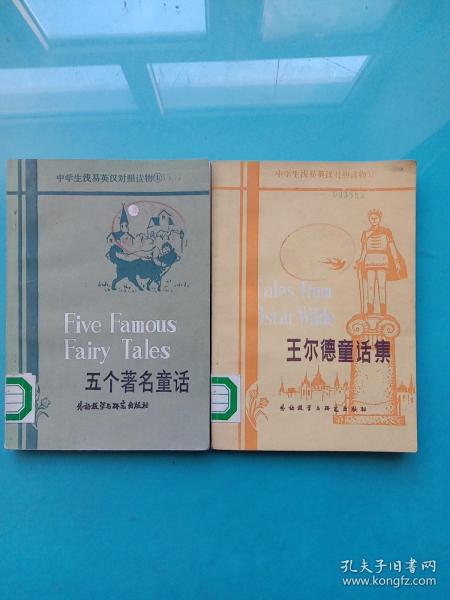 中学生浅易英汉对照读物
Five Famous
Fairy Tales
五个著名童话
外语教学与研究出版社
中学生浅易英汉对照读物
Tales from
Oscar Wilde
王尔德童话集
外语教学与研究出版社
孔夫子旧书网
www.kongfz.com